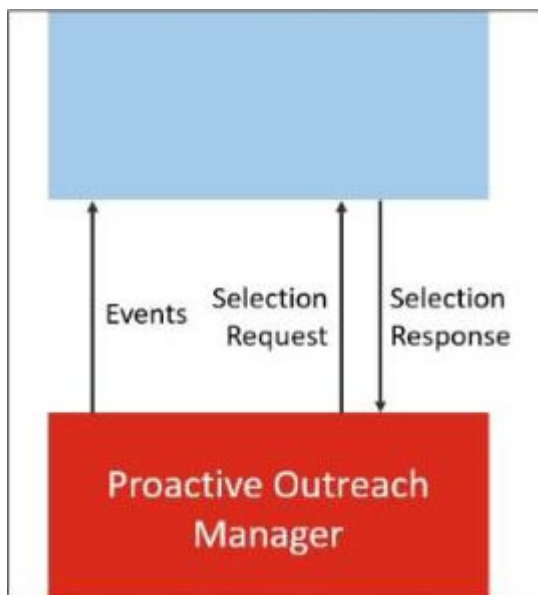 Events
Selection
Request
Selection
Response
Proactive Outreach
Manager